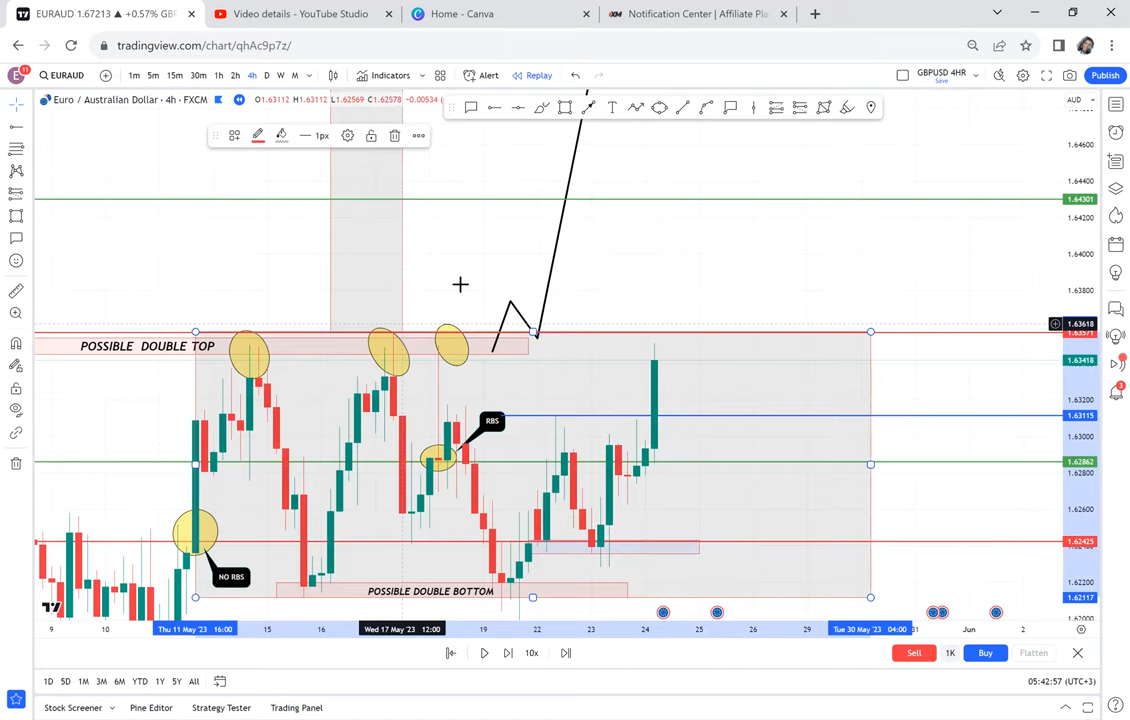 1.67213 ▲ +0.57% GBP
Video details - YouTube Studio
Home - Canva
Notification Center | Affiliate Pla
tradingview.com/chart/qhAc9p7z/
E
11
EURAUD
1m 5m 15m 30m 1h 2h 4h D W M
Indicators
Alert
Replay
GBPUSD 4HR
Save
Publish
Euro / Australian Dollar · 4h · FXCM
O1.63112 H1.63112 L1.62569 C1.62578 -0.00534
AUD
1px
1.64600
1.64400
1.64301
1.64200
1.64000
1.63800
1.63618
1.63571
POSSIBLE DOUBLE TOP
1.63418
1.63200
RBS
1.63115
1.63000
1.62862
1.62800
1.62600
1.62425
NO RBS
1.62200
POSSIBLE DOUBLE BOTTOM
1.62117
1.62000
9 10 Thu 11 May '23 16:00 15 16 Wed 17 May '23 12:00 19 22 23 24 25 26 29 Tue 30 May '23 04:00 31 Jun 2
3
10x
Sell
1K
Buy
Flatten
1D 5D 1M 3M 6M YTD 1Y 5Y All
05:42:57 (UTC+3)
Stock Screener
Pine Editor
Strategy Tester
Trading Panel